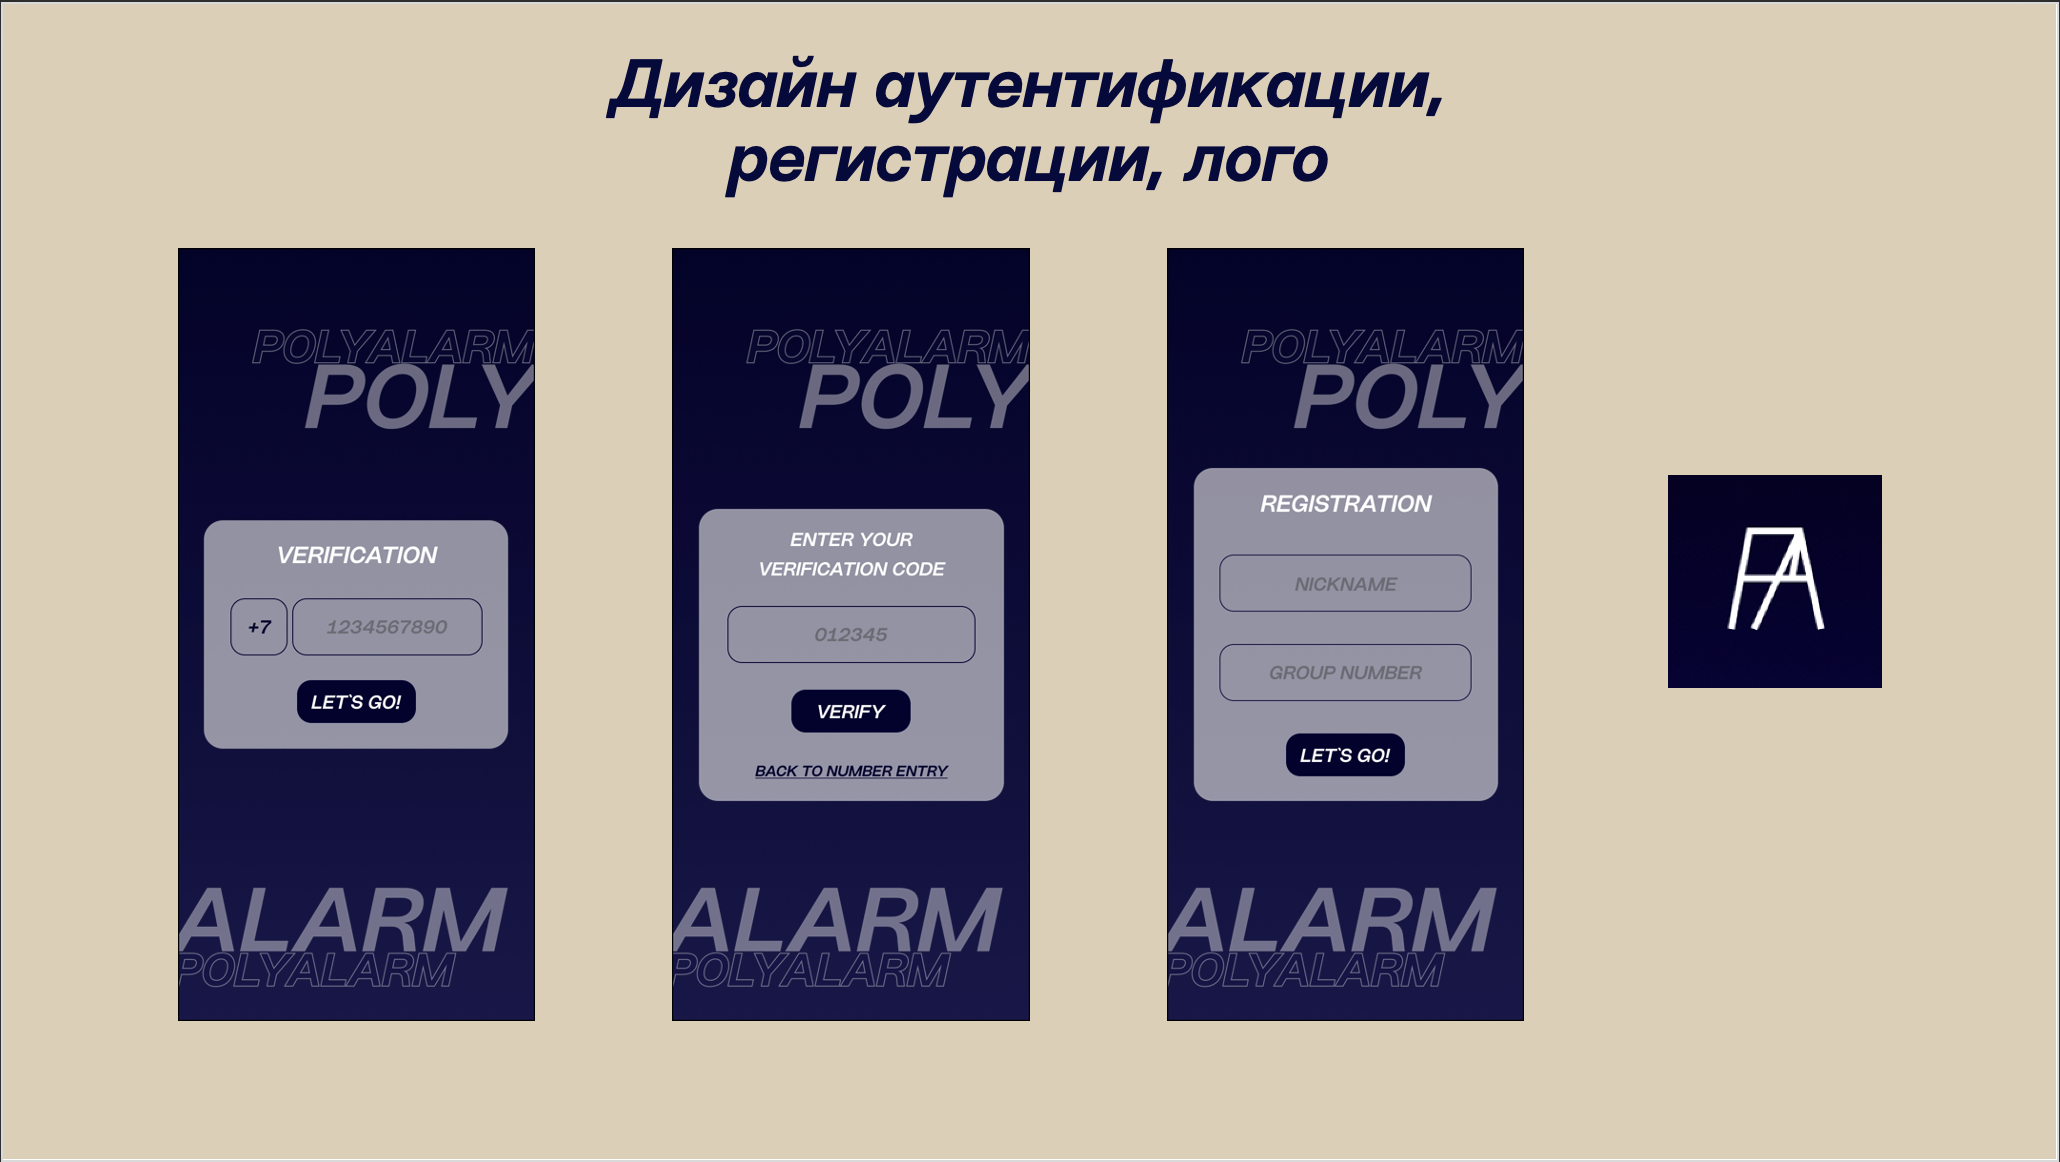 Дизайн аутентификации,
регистрации, лого
POLYALARM
POLY
VERIFICATION
+7
1234567890
LET`S GO!
ALARM
POLYALARM
POLYALARM
POLY
ENTER YOUR
VERIFICATION CODE
012345
VERIFY
BACK TO NUMBER ENTRY
ALARM
POLYALARM
POLYALARM
POLY
REGISTRATION
NICKNAME
GROUP NUMBER
LET`S GO!
ALARM
POLYALARM